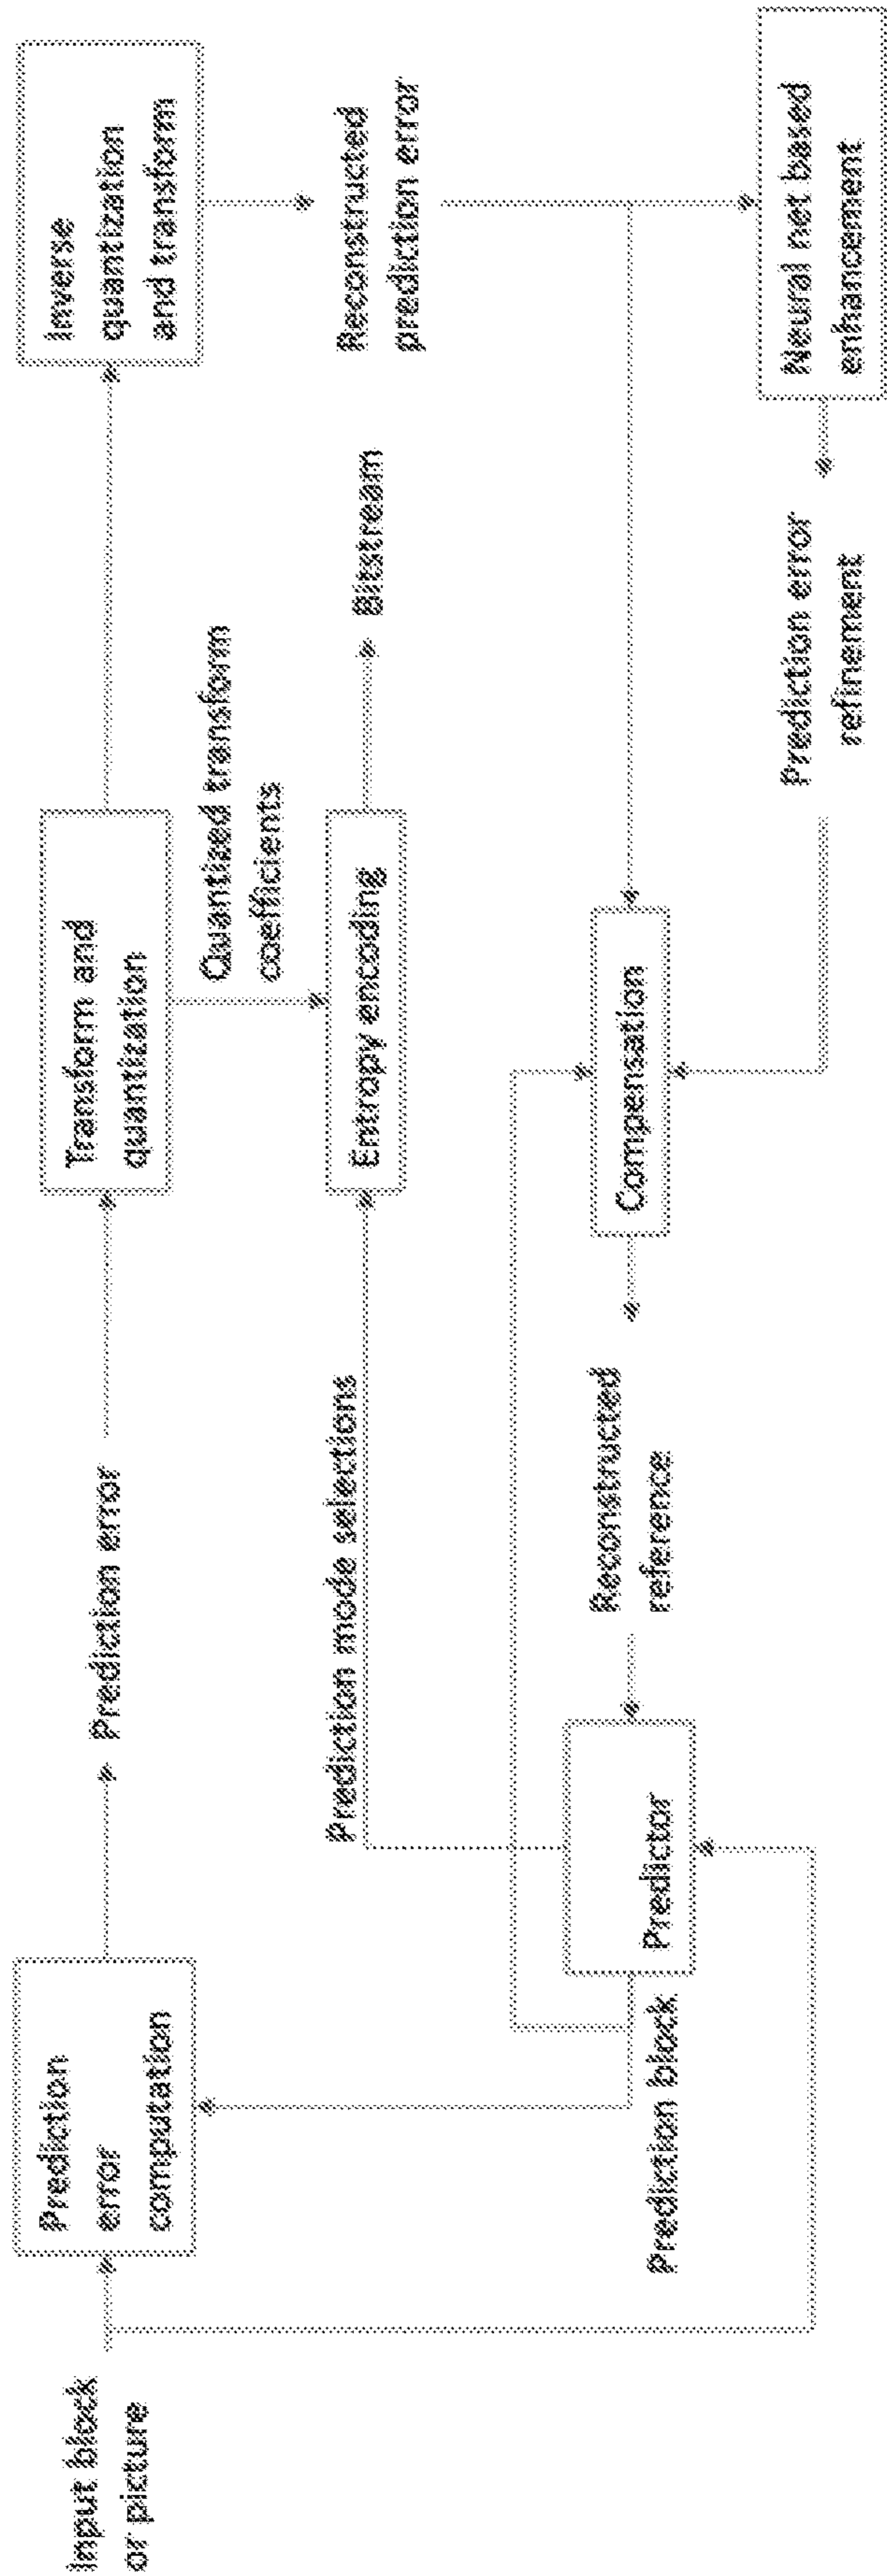 Input block
or picture
Prediction
error
computation
Prediction error
Transform and
quantization
Inverse
quantization
and transform
Quantized transform
coefficients
Reconstructed
prediction error
Prediction mode selections
Entropy encoding
Bitstream
Prediction block
Predictor
Reconstructed
reference
Compensation
Prediction error
refinement
Neural net based
enhancement